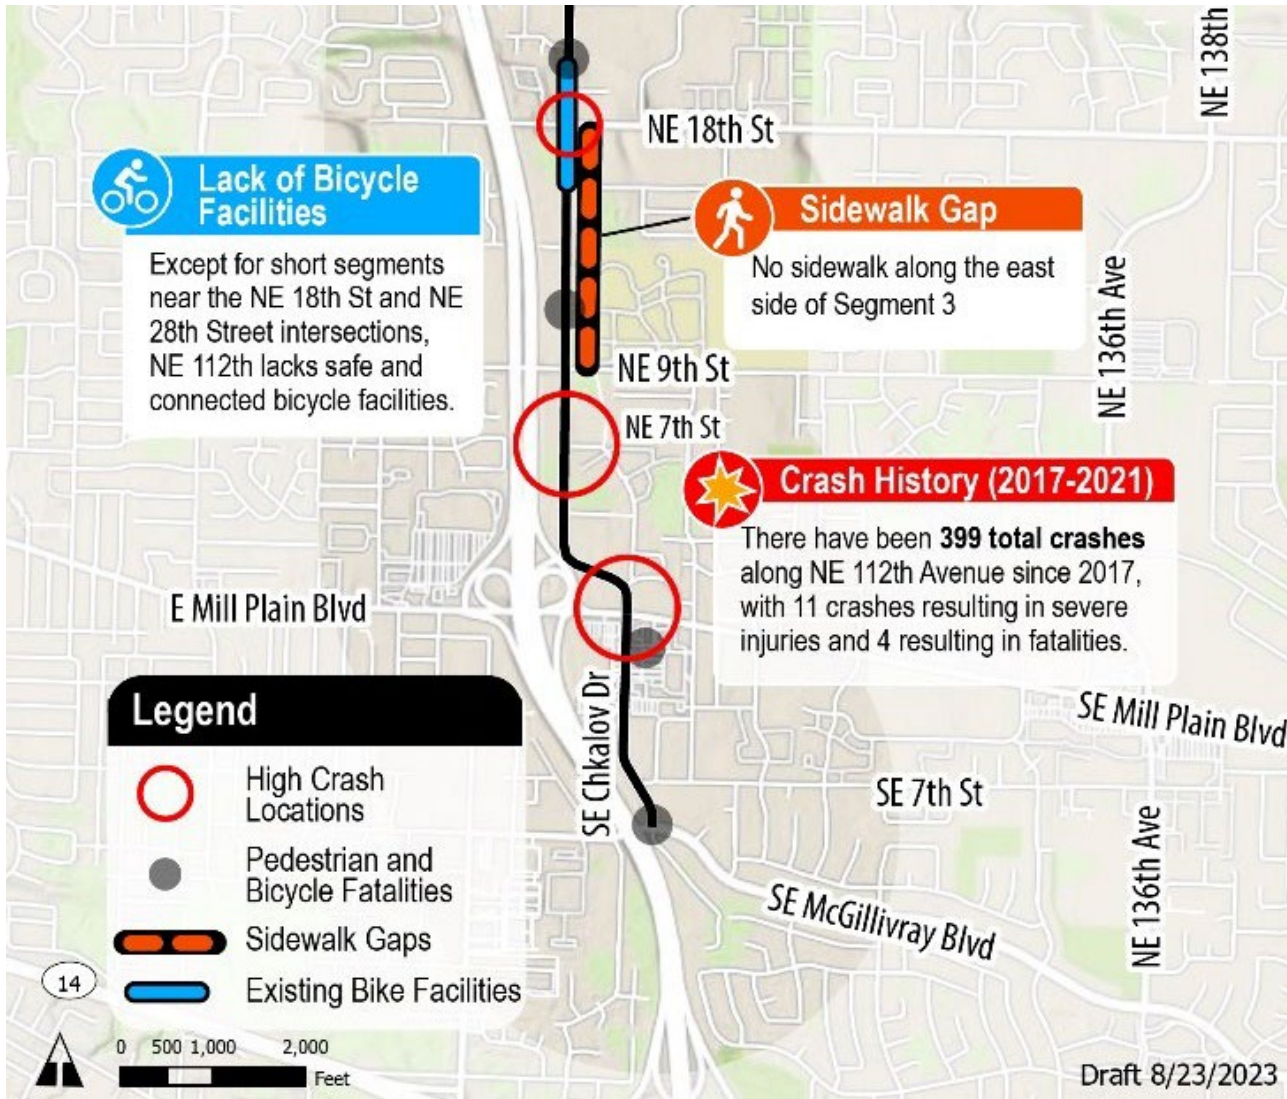 NE 138th
NE 18th St
Lack of Bicycle
Facilities
Except for short segments
near the NE 18th St and NE
28th Street intersections,
NE 112th lacks safe and
connected bicycle facilities.
Sidewalk Gap
No sidewalk along the east
side of Segment 3
NE 136th Ave
NE 9th St
NE 7th St
Crash History (2017-2021)
There have been 399 total crashes
along NE 112th Avenue since 2017,
with 11 crashes resulting in severe
injuries and 4 resulting in fatalities.
E Mill Plain Blvd
SE Chkalov Dr
SE Mill Plain Blvd
SE 7th St
NE 136th Ave
SE McGillivray Blvd
Legend
High Crash
Locations
Pedestrian and
Bicycle Fatalities
Sidewalk Gaps
Existing Bike Facilities
14
0 500 1,000 2,000
Feet
Draft 8/23/2023